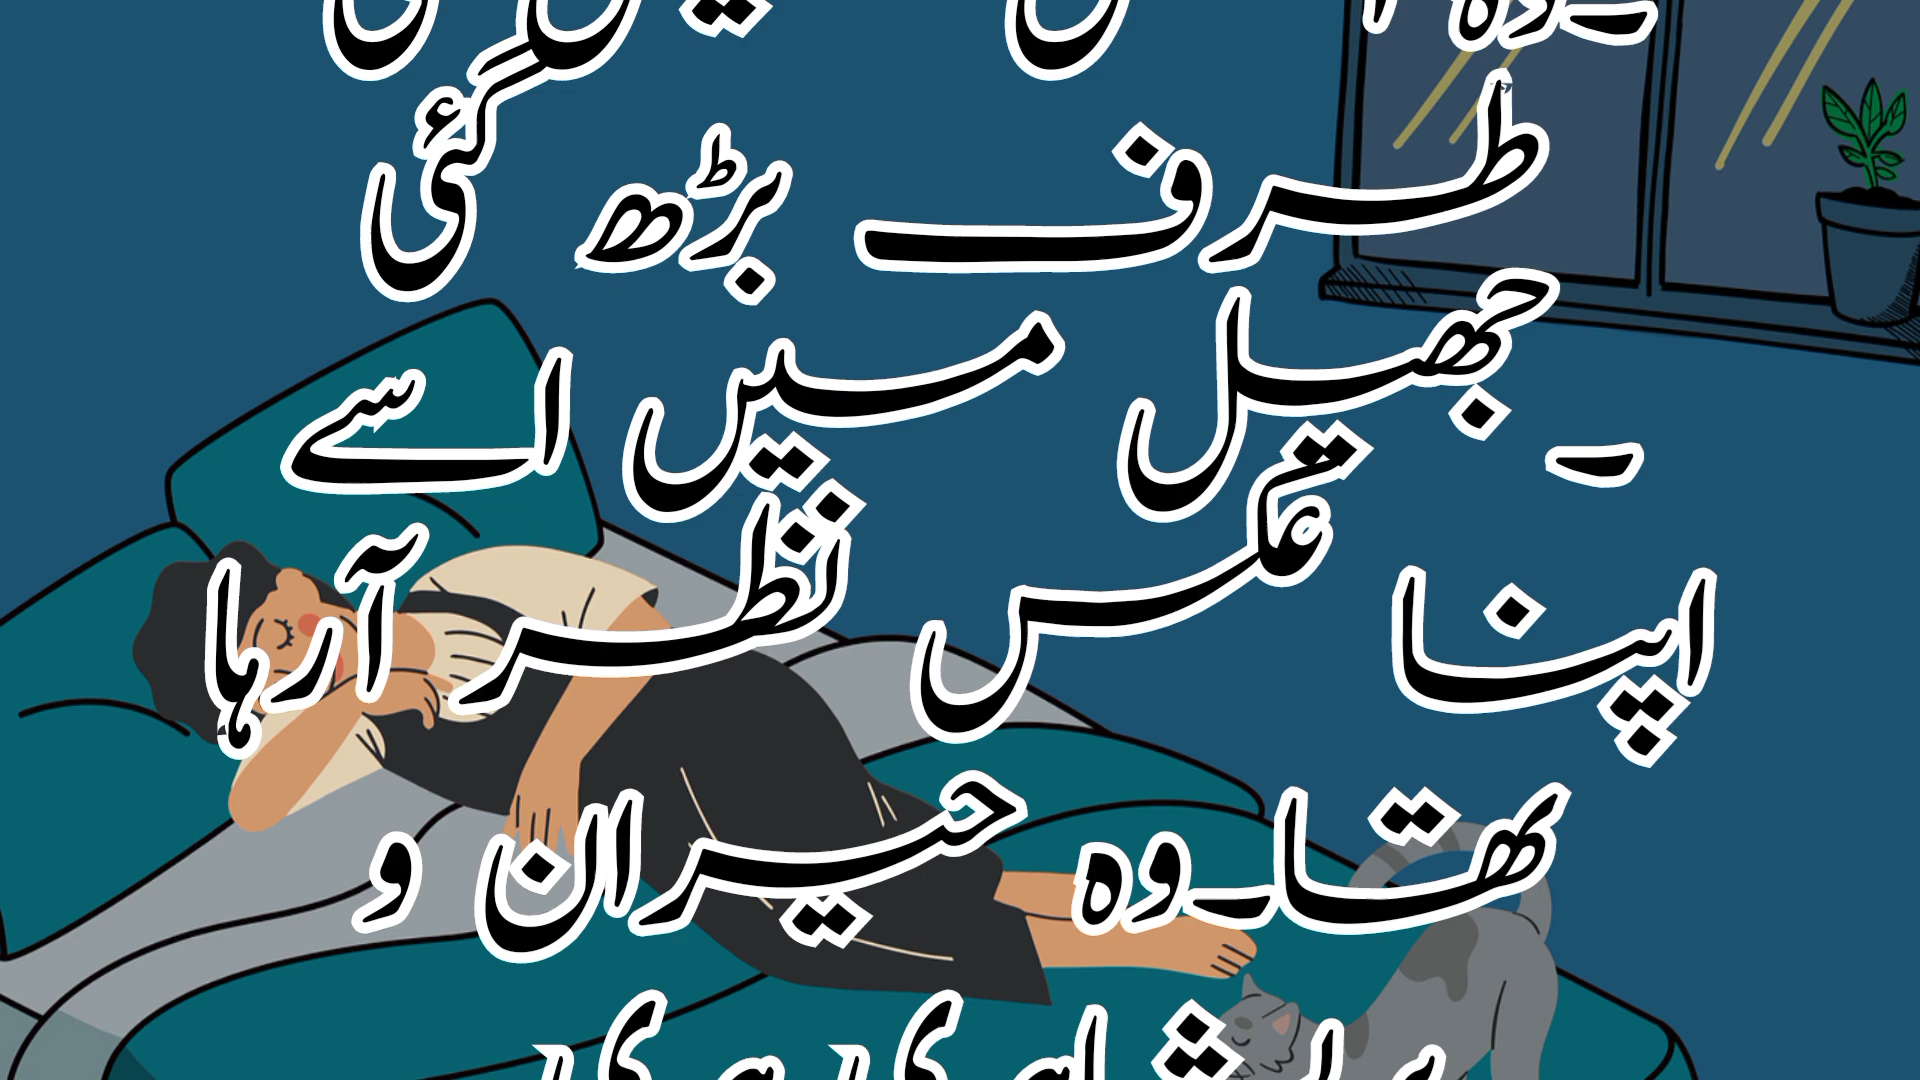 طرف بڑھ گئی
۔ جھیل میں اسے
اپنا عکس نظر آرہا
تھا۔وہ حیران و